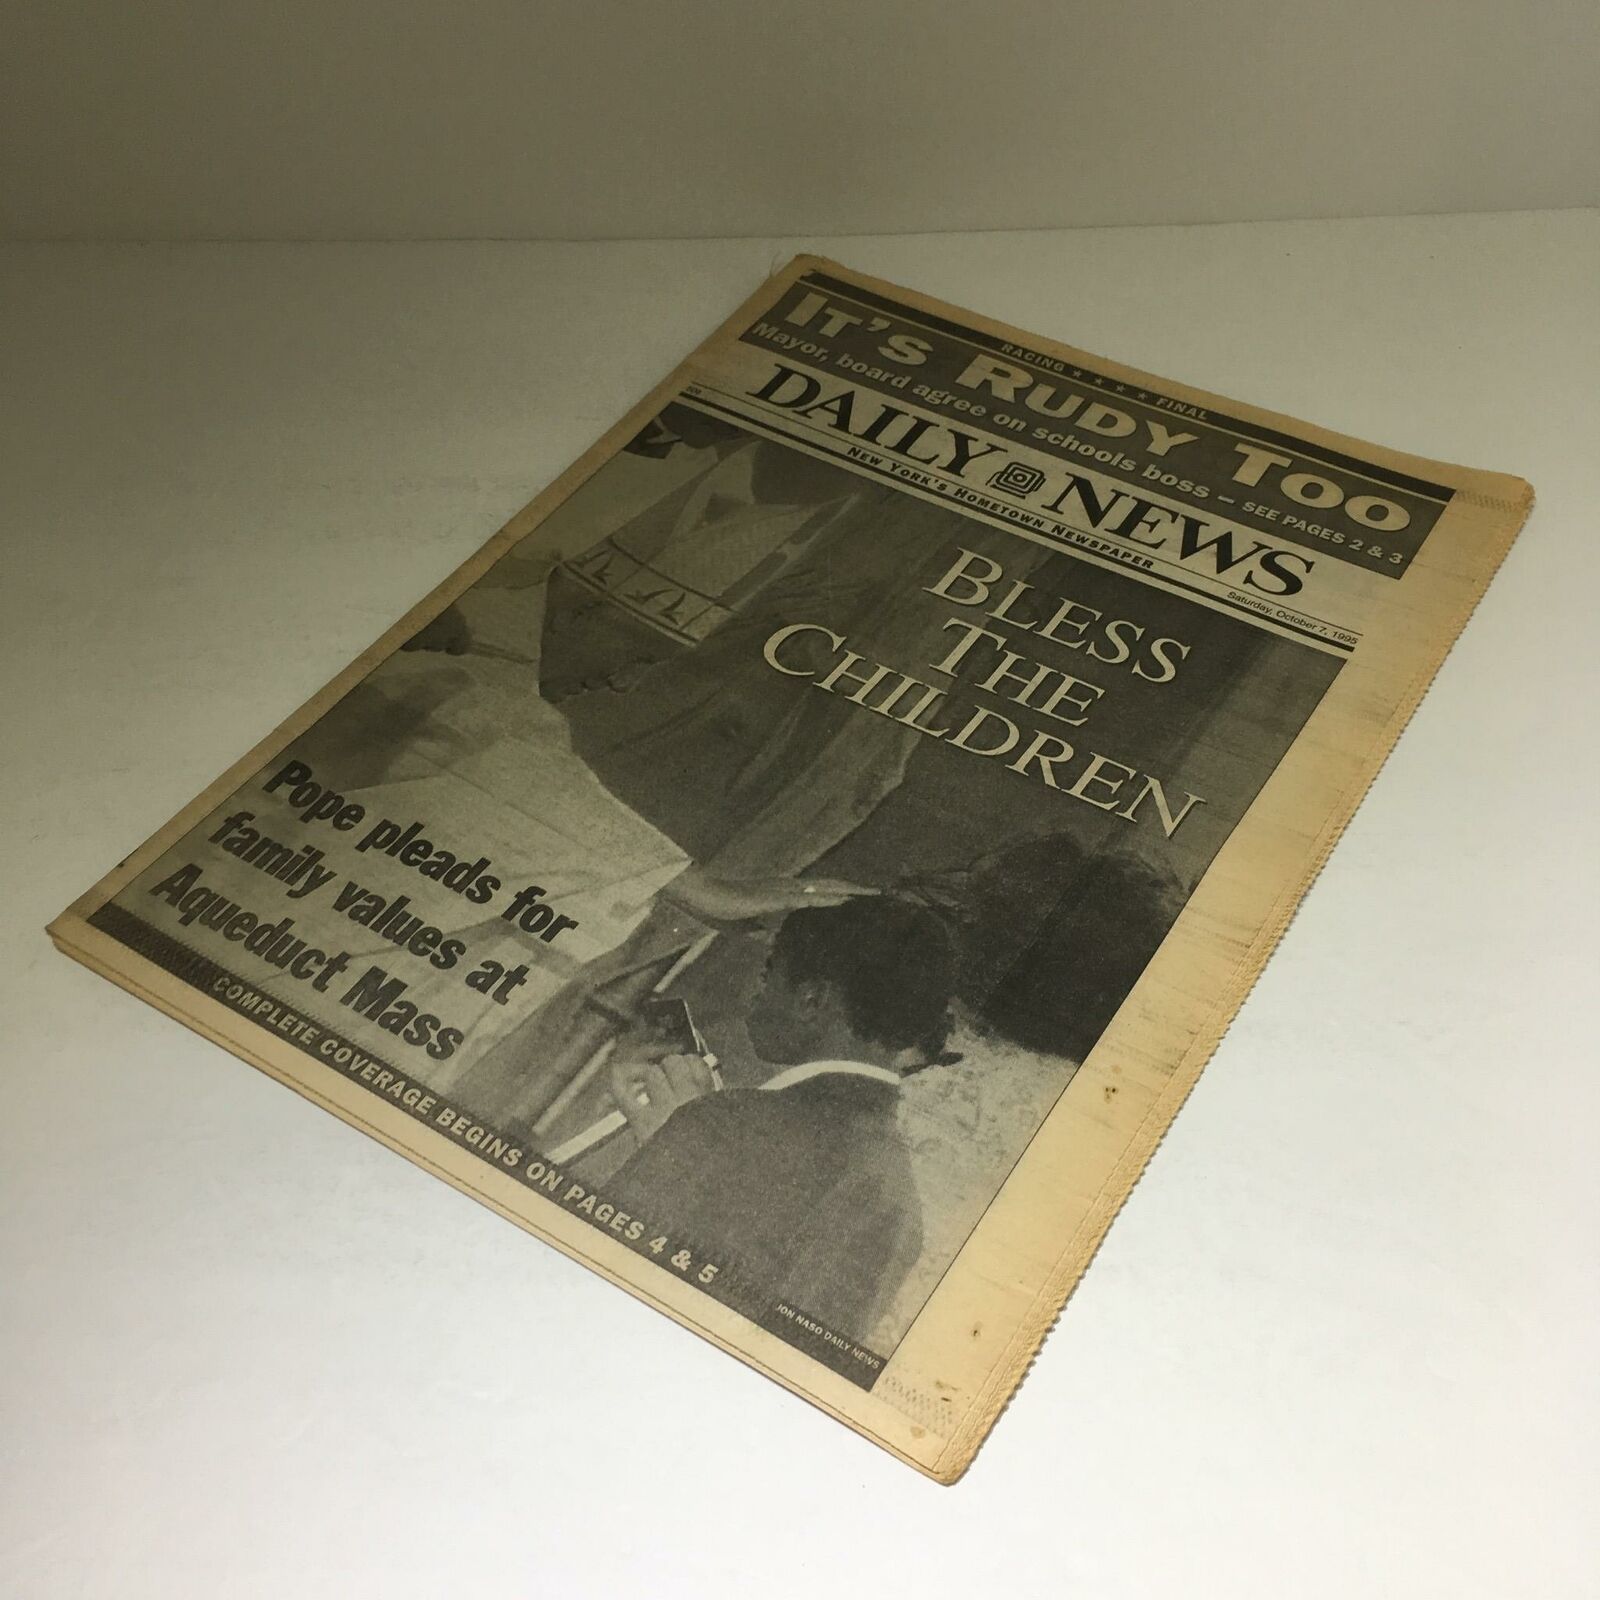 RACING ★ ★ ★ ★ FINAL
IT'S RUDY TOO
Mayor, board agree on schools boss – SEE PAGES 2 & 3
DAILY NEWS
50¢
NEW YORK'S HOMETOWN NEWSPAPER
Saturday, October 7, 1995
BLESS
THE
CHILDREN
Pope pleads for
family values at
Aqueduct Mass
COMPLETE COVERAGE BEGINS ON PAGES 4 & 5
JON NASO DAILY NEWS